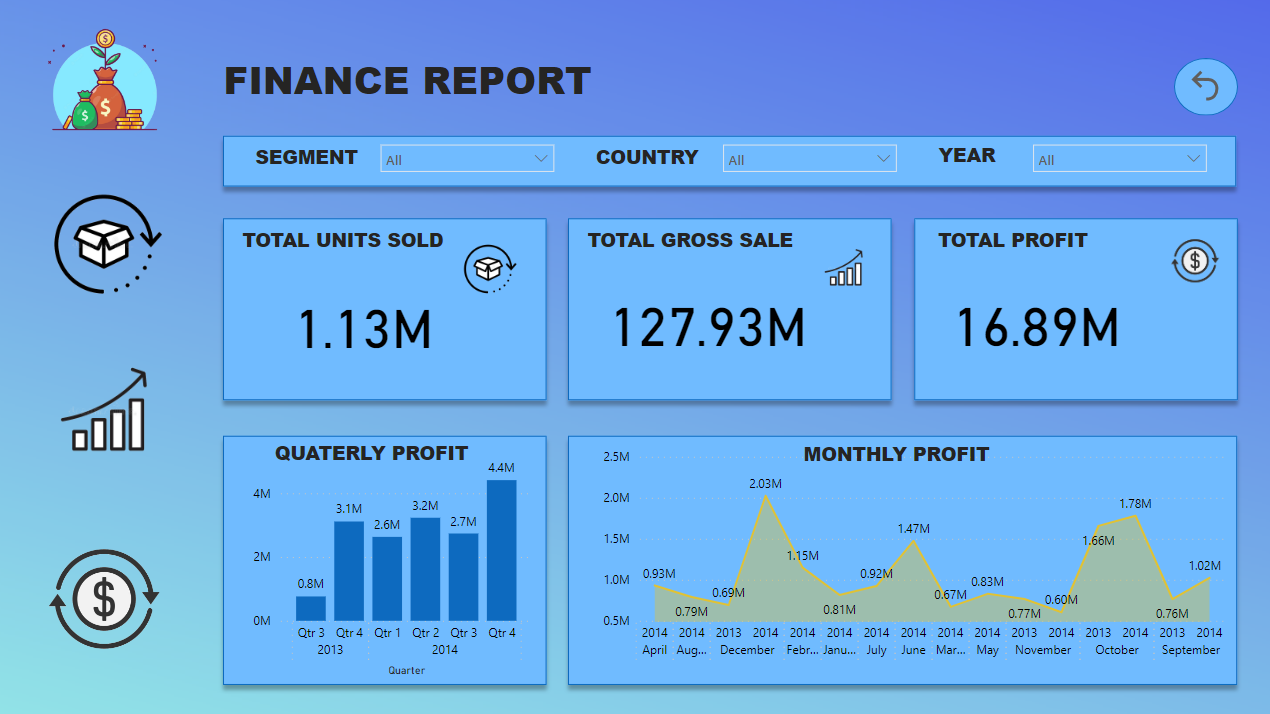 FINANCE REPORT
SEGMENT All COUNTRY All YEAR All
TOTAL UNITS SOLD
1.13M
TOTAL GROSS SALE
127.93M
TOTAL PROFIT
16.89M
QUATERLY PROFIT
4M
2M
0M
0.8M
3.1M
2.6M
3.2M
2.7M
4.4M
Qtr 3 Qtr 4 Qtr 1 Qtr 2 Qtr 3 Qtr 4
2013 2014
Quarter
MONTHLY PROFIT
2.5M
2.0M
1.5M
1.0M
0.5M
0.93M
0.79M
0.69M
2.03M
1.15M
0.81M
0.92M
1.47M
0.67M
0.83M
0.77M
0.60M
1.66M
1.78M
0.76M
1.02M
2014 2014 2013 2014 2014 2014 2014 2014 2014 2014 2013 2014 2013 2014 2013 2014
April Aug... December Febr... Janu... July June Mar... May November October September